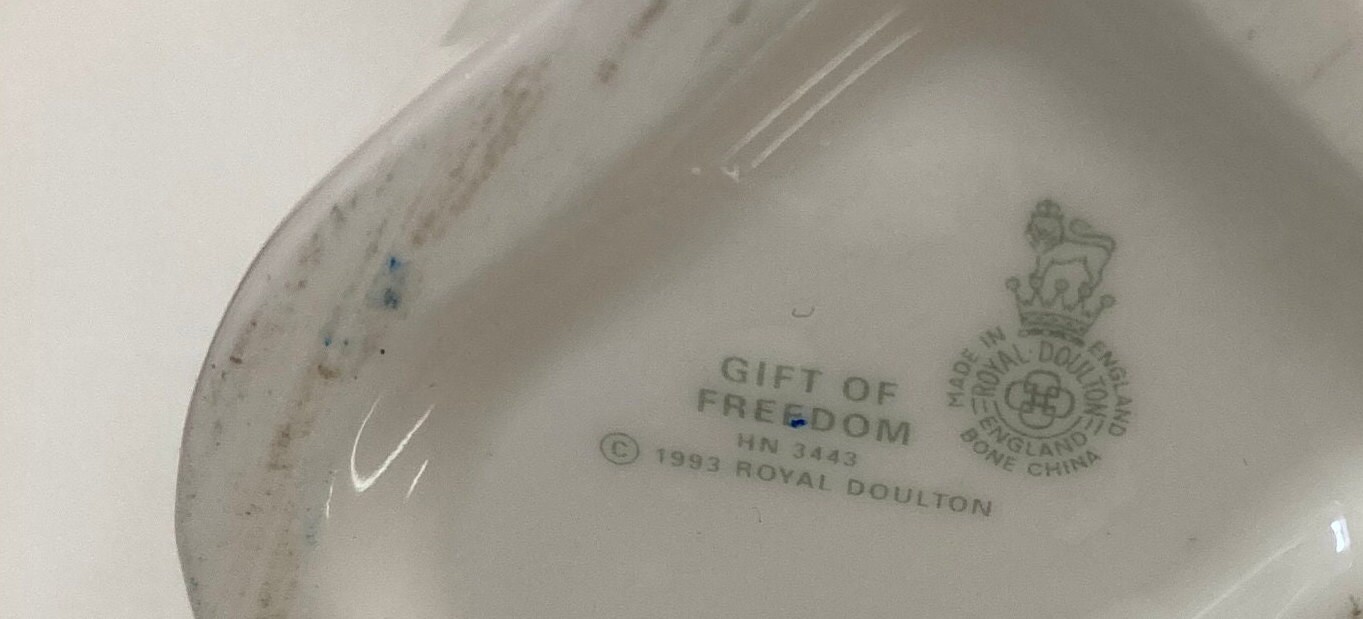 GIFT OF
FREEDOM
HN 3443
© 1993 ROYAL DOULTON
MADE IN ENGLAND
ROYAL DOULTON
ENGLAND
BONE CHINA